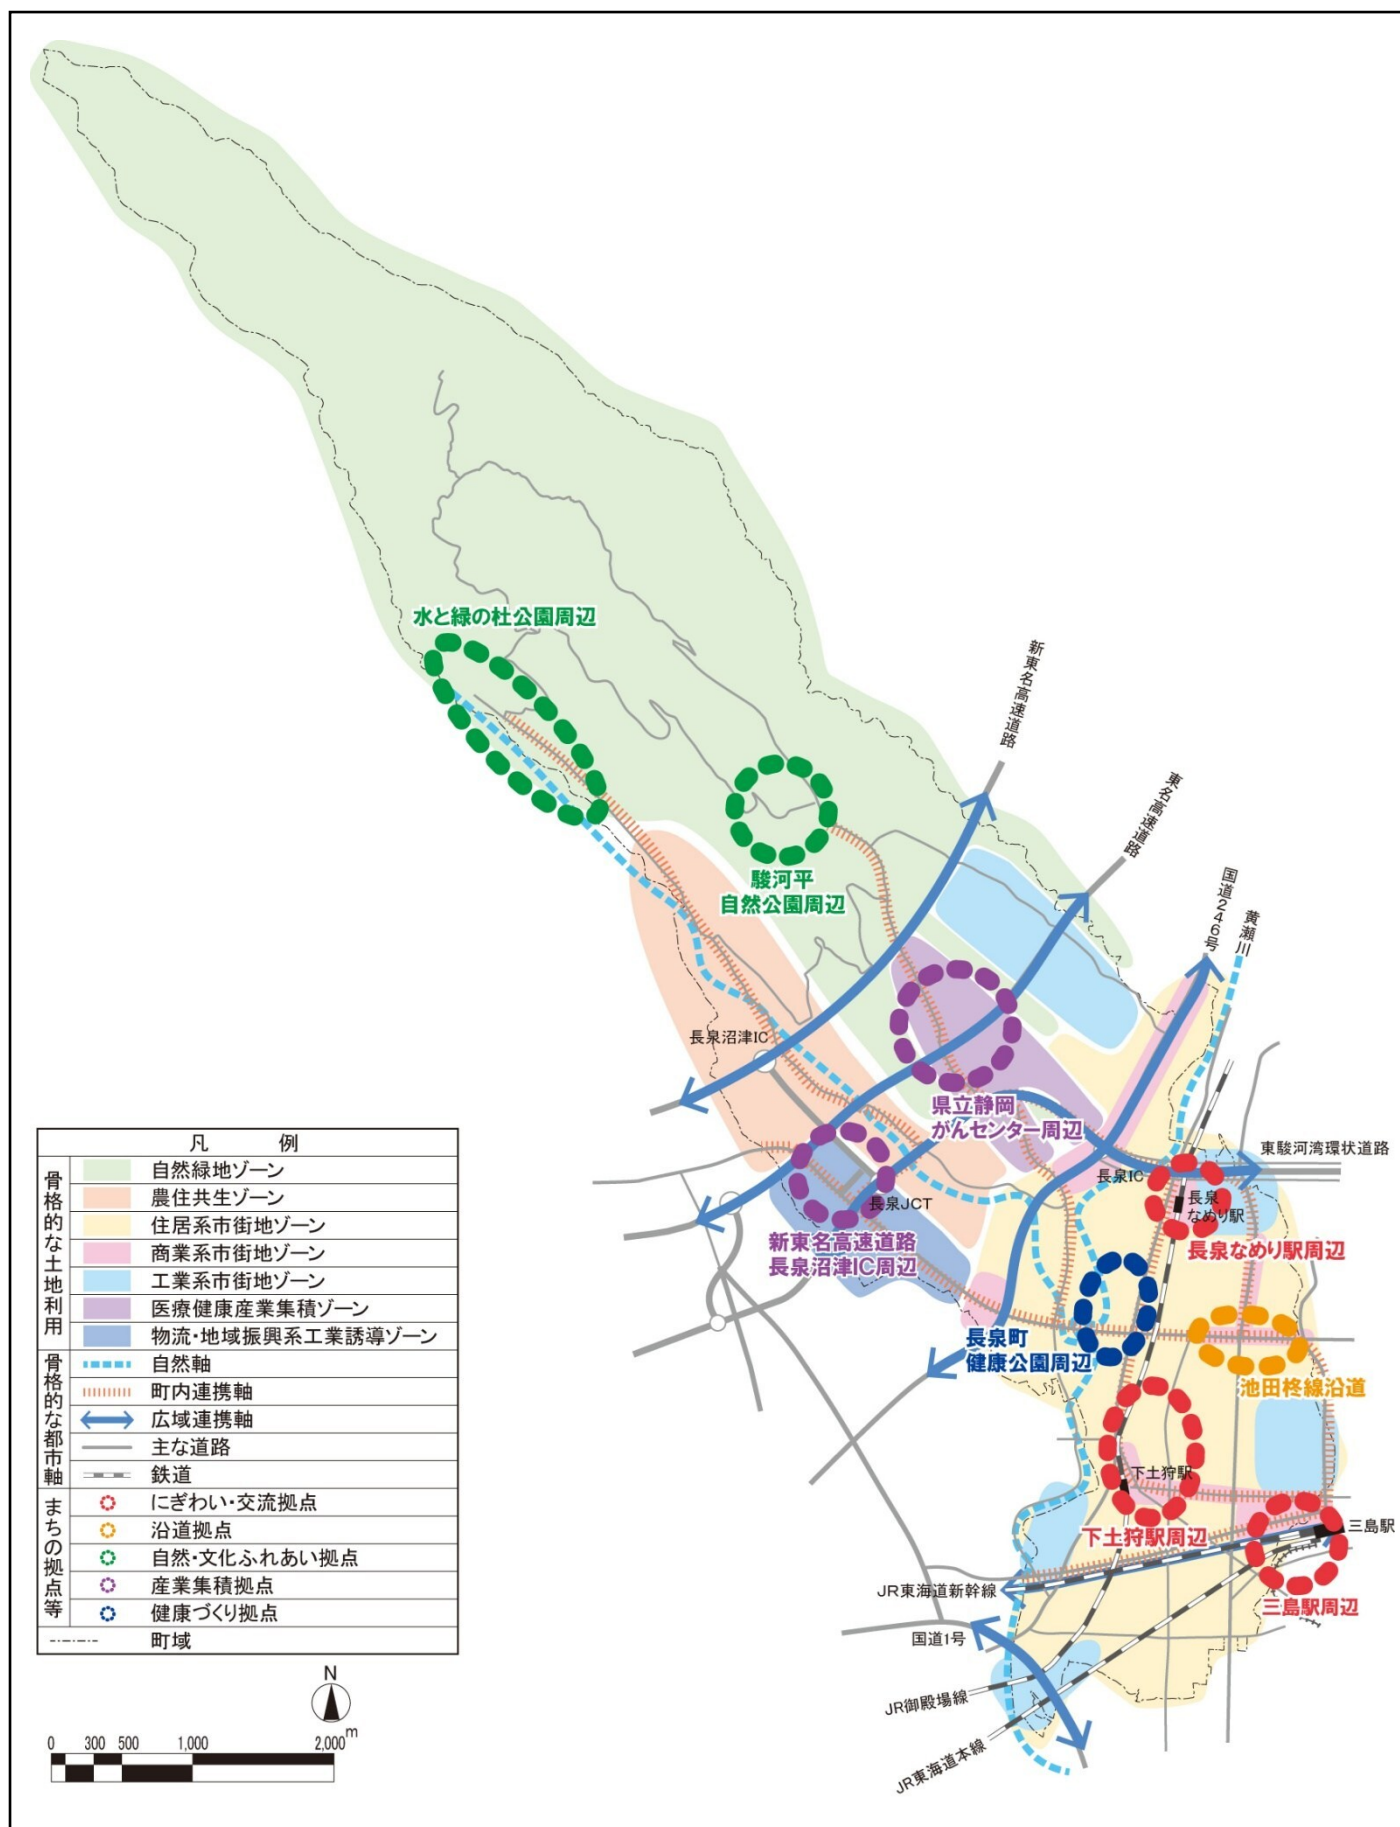 水と緑の杜公園周辺
新東名高速道路
東名高速道路
国道246号
黄瀬川
駿河平
自然公園周辺
長泉沼津IC
県立静岡
がんセンター周辺
東駿河湾環状道路
長泉IC
長泉
なめり駅
長泉なめり駅周辺
長泉JCT
新東名高速道路
長泉沼津IC周辺
長泉町
健康公園周辺
池田柊線沿道
下土狩駅
下土狩駅周辺
三島駅
三島駅周辺
JR東海道新幹線
国道1号
JR御殿場線
JR東海道本線
凡 例
骨格的な土地利用
自然緑地ゾーン
農住共生ゾーン
住居系市街地ゾーン
商業系市街地ゾーン
工業系市街地ゾーン
医療健康産業集積ゾーン
物流・地域振興系工業誘導ゾーン
骨格的な都市軸
自然軸
町内連携軸
広域連携軸
主な道路
鉄道
まちの拠点等
にぎわい・交流拠点
沿道拠点
自然・文化ふれあい拠点
産業集積拠点
健康づくり拠点
町域
N
0 300 500 1,000 2,000m